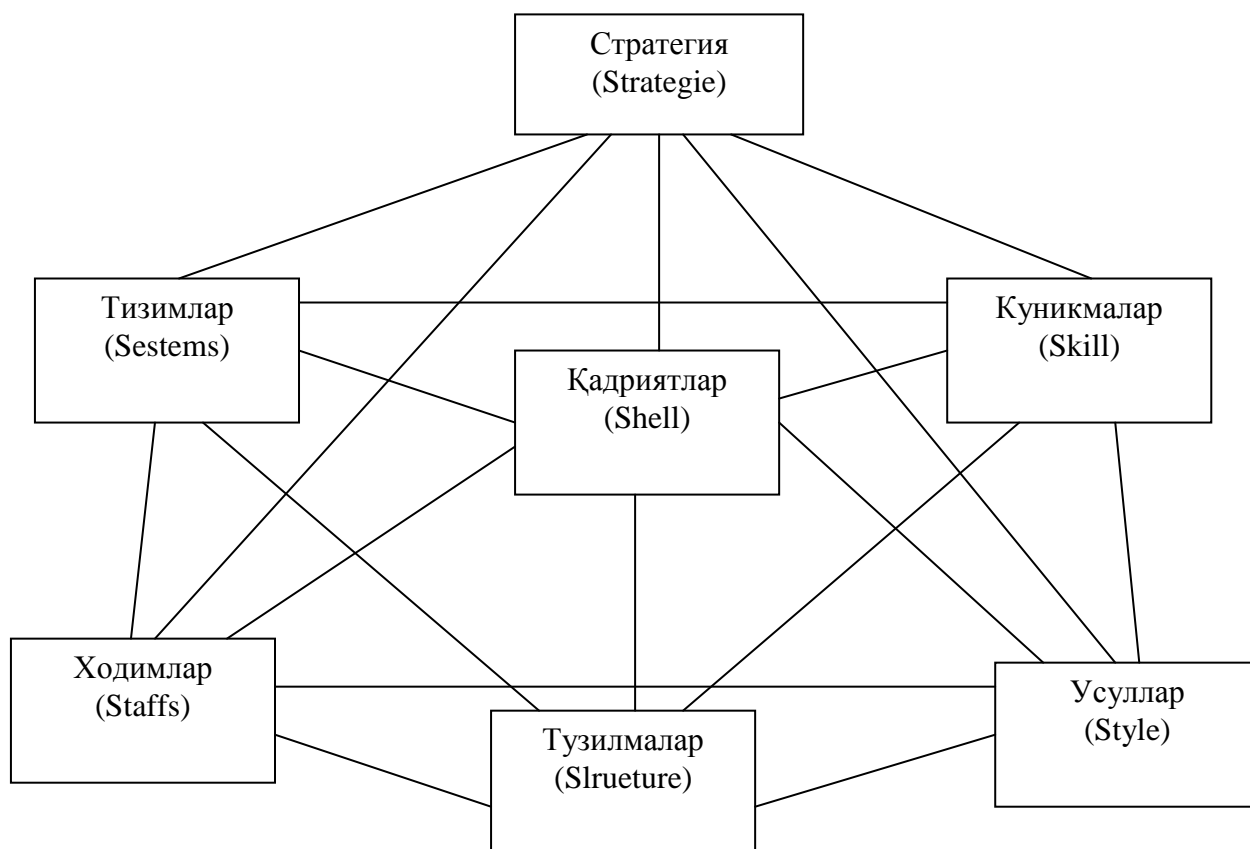 Стратегия
(Strategie)
Тизимлар
(Sestems)
Куникмалар
(Skill)
Қадриятлар
(Shell)
Ходимлар
(Staffs)
Усуллар
(Style)
Тузилмалар
(Slrueture)